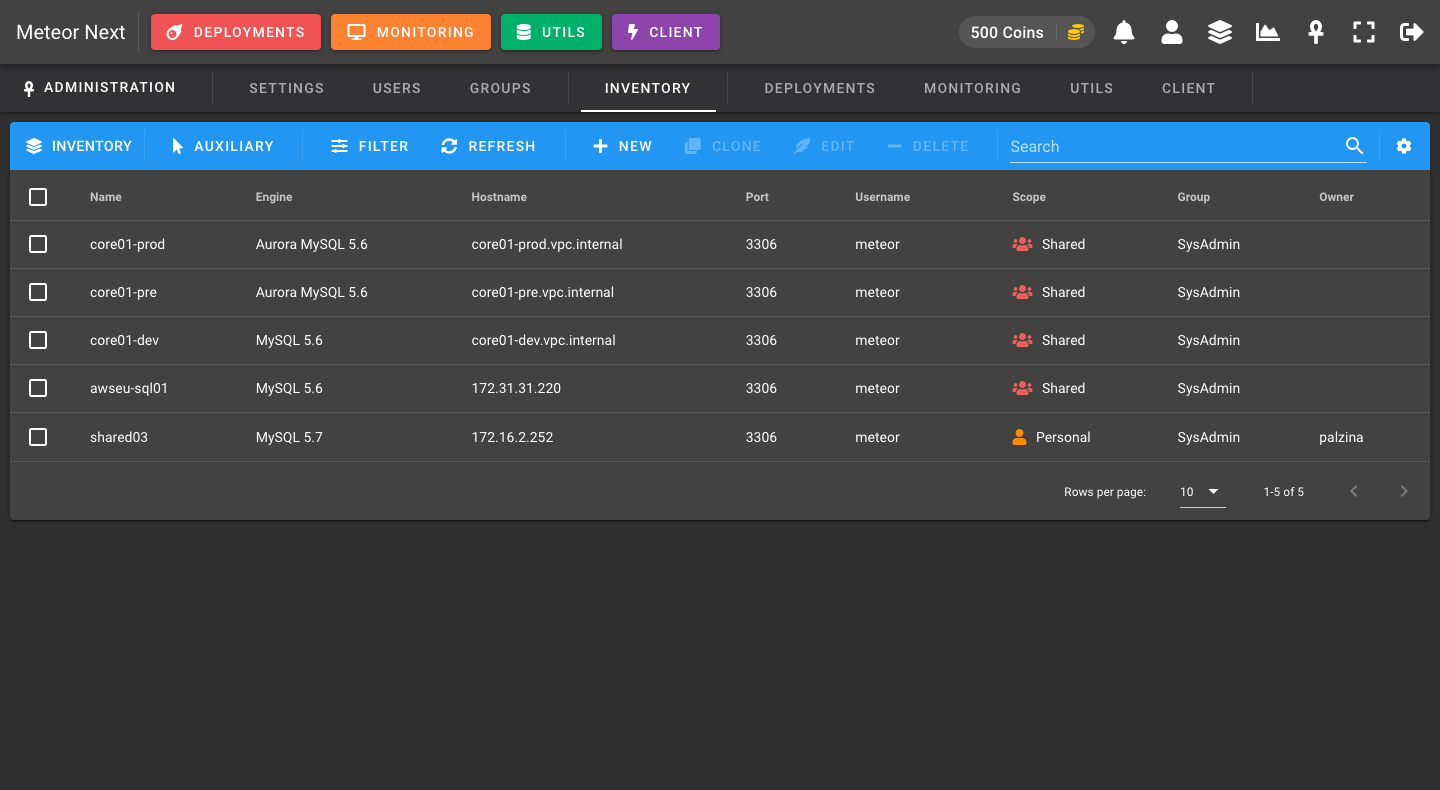 Meteor Next DEPLOYMENTS MONITORING UTILS CLIENT 500 Coins
ADMINISTRATION SETTINGS USERS GROUPS INVENTORY DEPLOYMENTS MONITORING UTILS CLIENT
INVENTORY AUXILIARY FILTER REFRESH NEW CLONE EDIT DELETE Search
Name Engine Hostname Port Username Scope Group Owner
core01-prod Aurora MySQL 5.6 core01-prod.vpc.internal 3306 meteor Shared SysAdmin
core01-pre Aurora MySQL 5.6 core01-pre.vpc.internal 3306 meteor Shared SysAdmin
core01-dev MySQL 5.6 core01-dev.vpc.internal 3306 meteor Shared SysAdmin
awseu-sql01 MySQL 5.6 172.31.31.220 3306 meteor Shared SysAdmin
shared03 MySQL 5.7 172.16.2.252 3306 meteor Personal SysAdmin palzina
Rows per page: 10 1-5 of 5